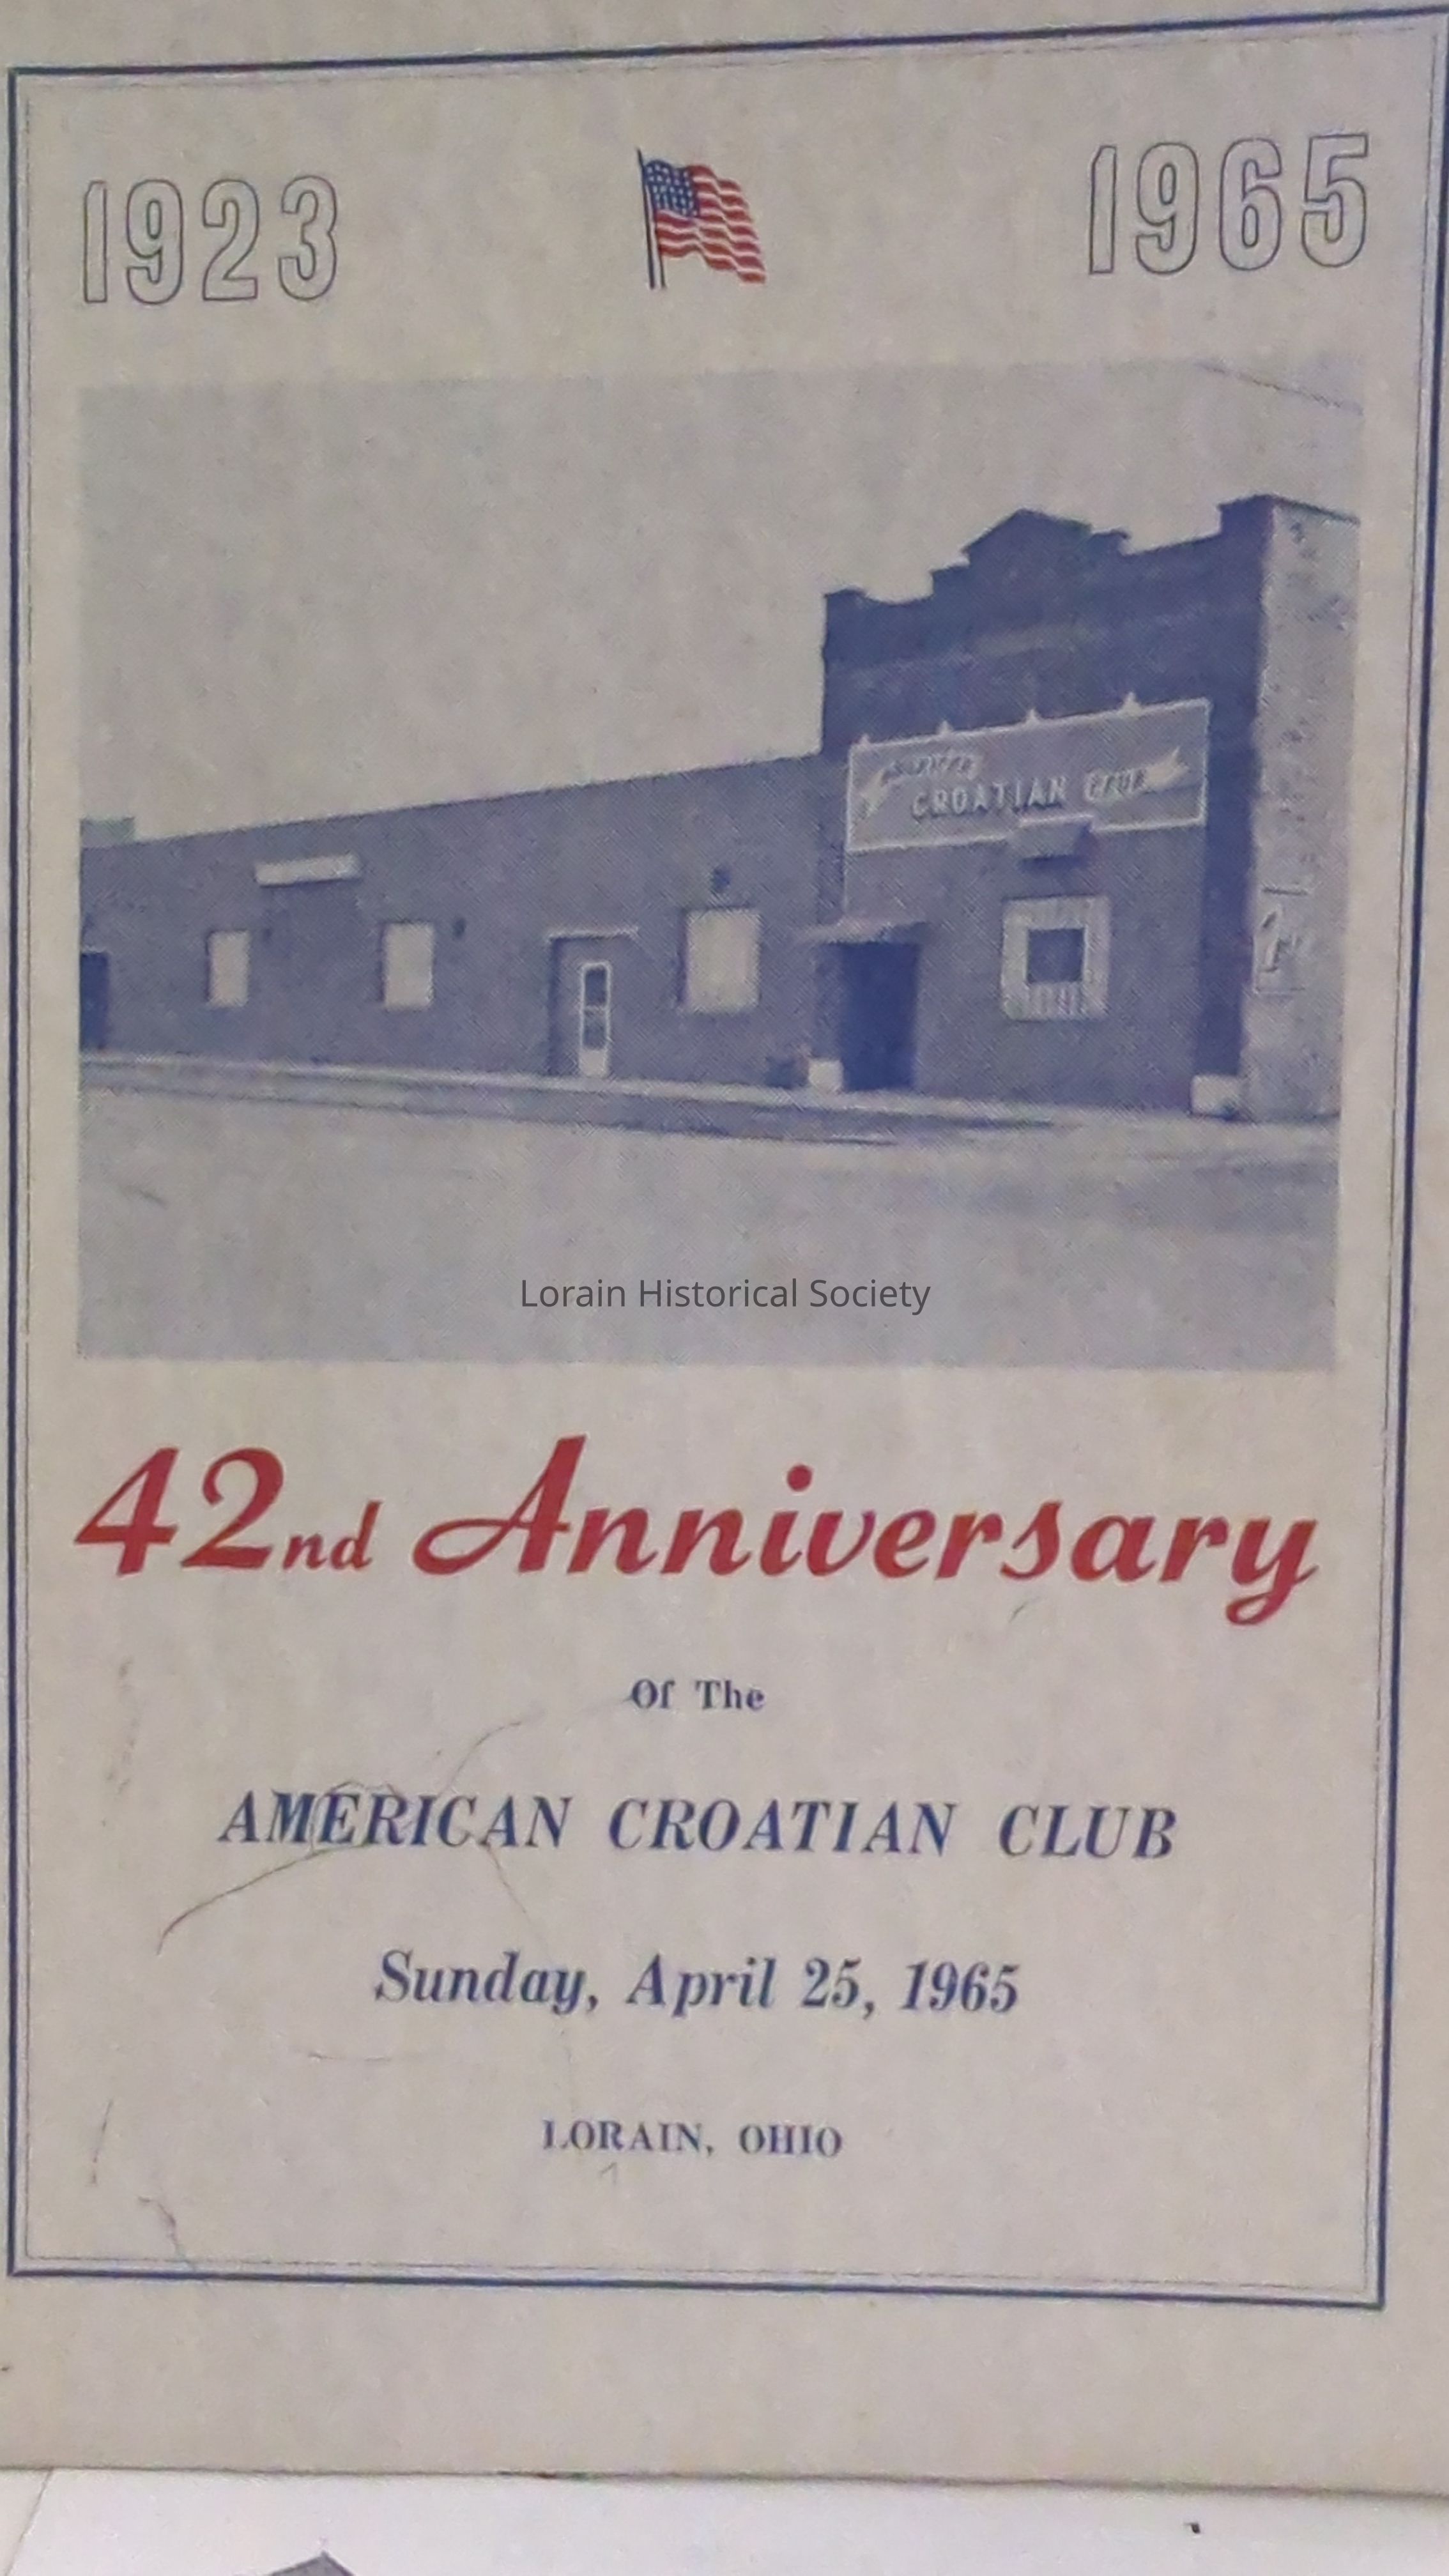 1923 1965
AMERICAN
CROATIAN CLUB
Lorain Historical Society
42nd Anniversary
Of The
AMERICAN CROATIAN CLUB
Sunday, April 25, 1965
LORAIN, OHIO